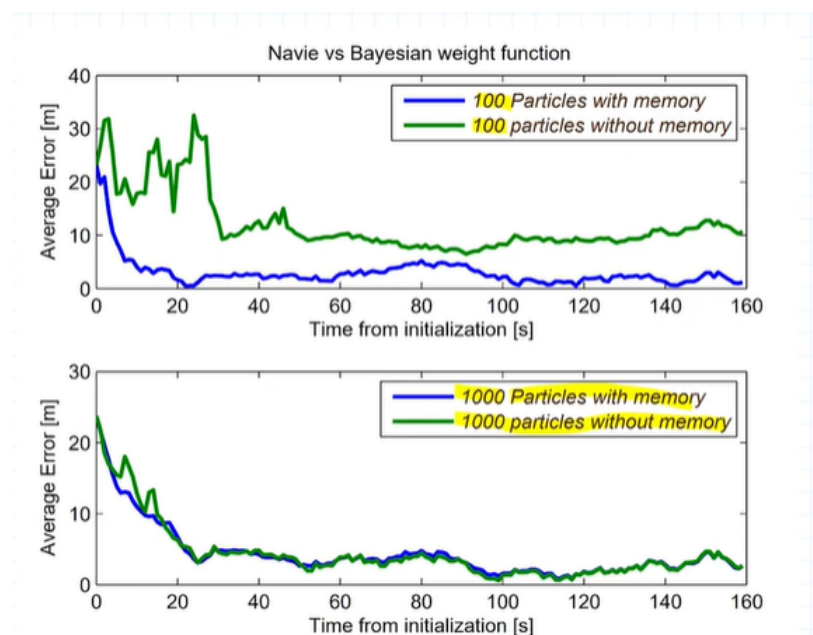 Navie vs Bayesian weight function
40
30
20
10
0
Average Error [m]
100 Particles with memory
100 particles without memory
0 20 40 60 80 100 120 140 160
Time from initialization [s]
30
20
10
0
Average Error [m]
1000 Particles with memory
1000 particles without memory
0 20 40 60 80 100 120 140 160
Time from initialization [s]